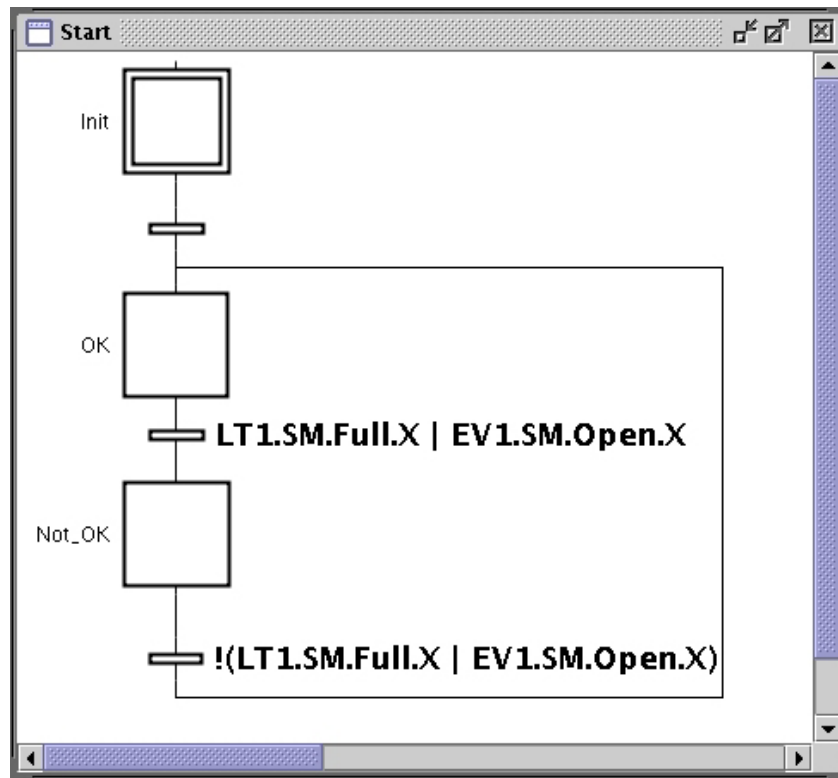 Start
Init
OK
LT1.SM.Full.X | EV1.SM.Open.X
Not_OK
!(LT1.SM.Full.X | EV1.SM.Open.X)